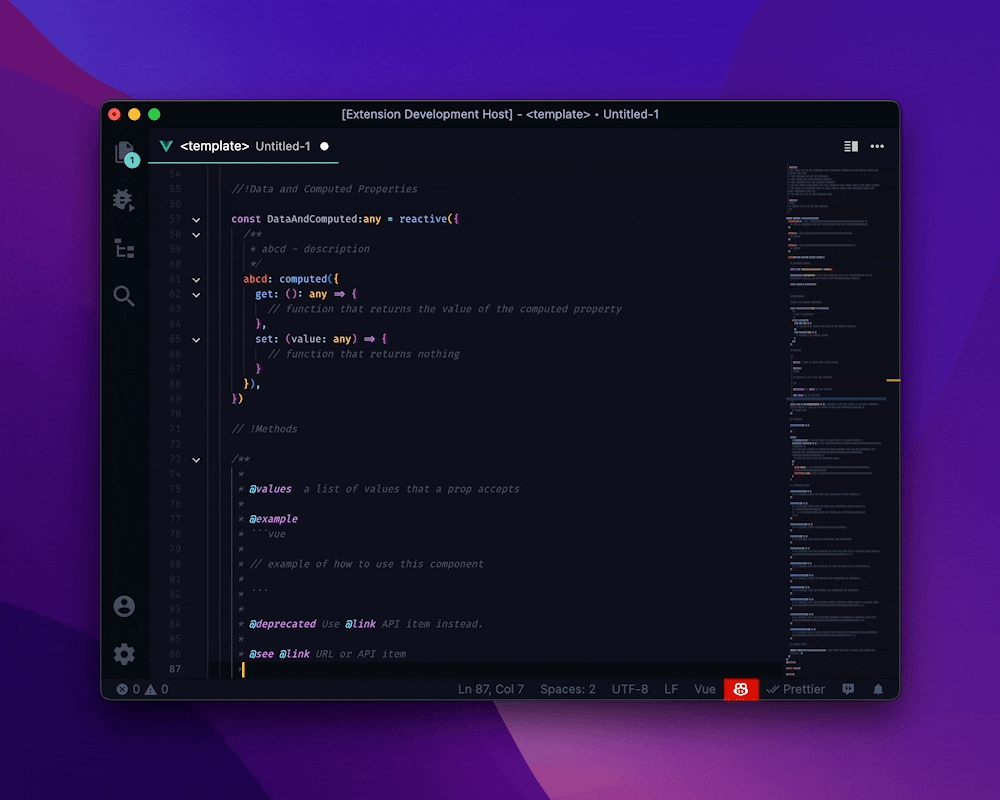 [Extension Development Host] - <template> • Untitled-1
1
<template> Untitled-1
54
55 //!Data and Computed Properties
56
57 const DataAndComputed:any = reactive({
58 /**
59 * abcd - description
60 */
61 abcd: computed({
62 get: (): any => {
63 // function that returns the value of the computed property
64 },
65 set: (value: any) => {
66 // function that returns nothing
67 }
68 }),
69 })
70
71 // !Methods
72
73 /**
74 *
75 * @values  a list of values that a prop accepts
76 *
77 * @example
78 * ```vue
79 *
80 * // example of how to use this component
81 *
82 * ```
83 *
84 * @deprecated Use @link API item instead.
85 *
86 * @see @link URL or API item
87 *
0 0 Ln 87, Col 7 Spaces: 2 UTF-8 LF Vue Prettier